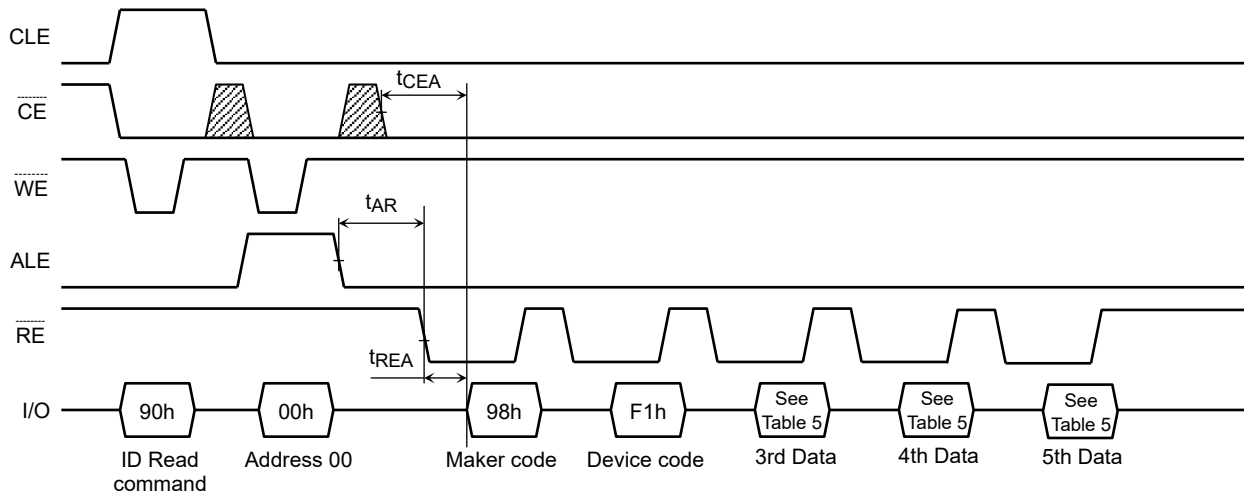 CLE
tCEA
CE
WE
tAR
ALE
RE
tREA
I/O
90h
00h
98h
F1h
See
Table 5
See
Table 5
See
Table 5
ID Read
command
Address 00
Maker code
Device code
3rd Data
4th Data
5th Data